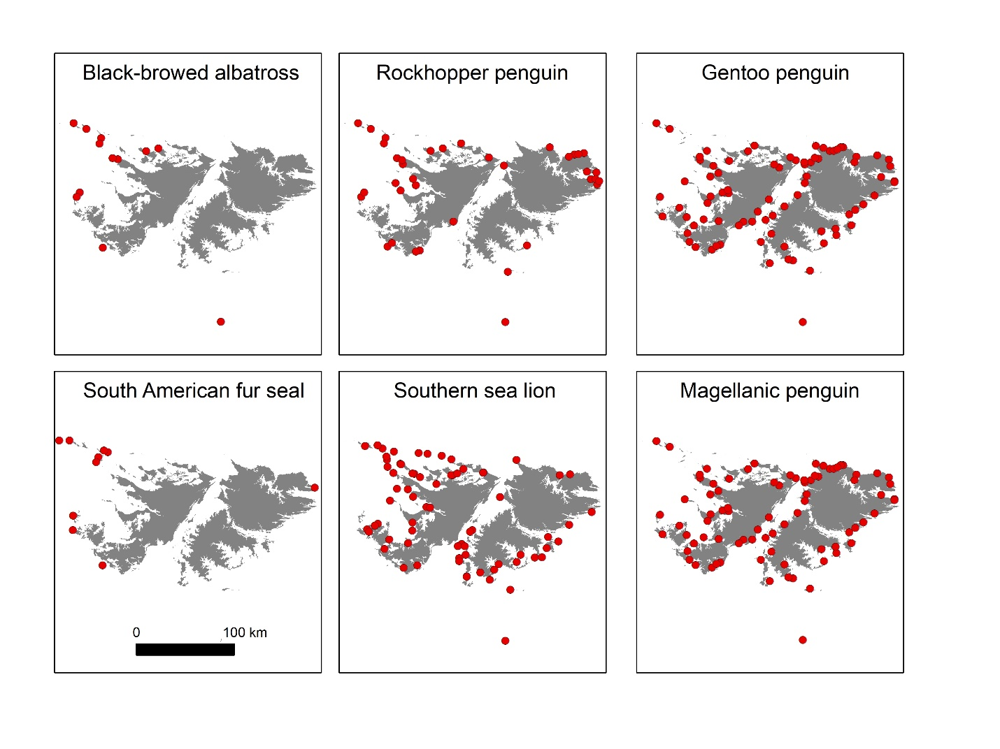 Black-browed albatross
Rockhopper penguin
Gentoo penguin
South American fur seal
Southern sea lion
Magellanic penguin
0 100 km